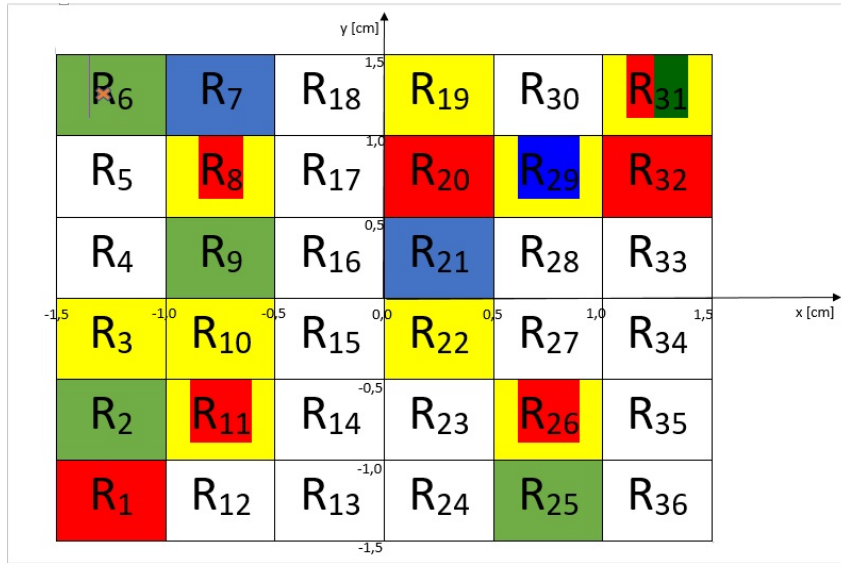 y [cm]
1,5
R6 R7 R18 R19 R30 R31
1,0
R5 R8 R17 R20 R29 R32
0,5
R4 R9 R16 R21 R28 R33
-1,5 -1,0 -0,5 0,0 0,5 1,0 1,5 x [cm]
R3 R10 R15 R22 R27 R34
-0,5
R2 R11 R14 R23 R26 R35
-1,0
R1 R12 R13 R24 R25 R36
-1,5